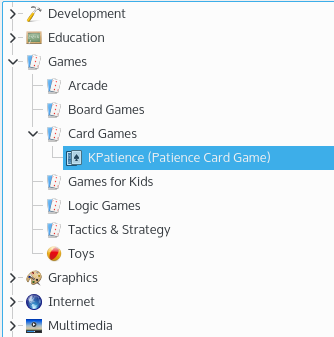 Development
Education
Games
Arcade
Board Games
Card Games
KPatience (Patience Card Game)
Games for Kids
Logic Games
Tactics & Strategy
Toys
Graphics
Internet
Multimedia